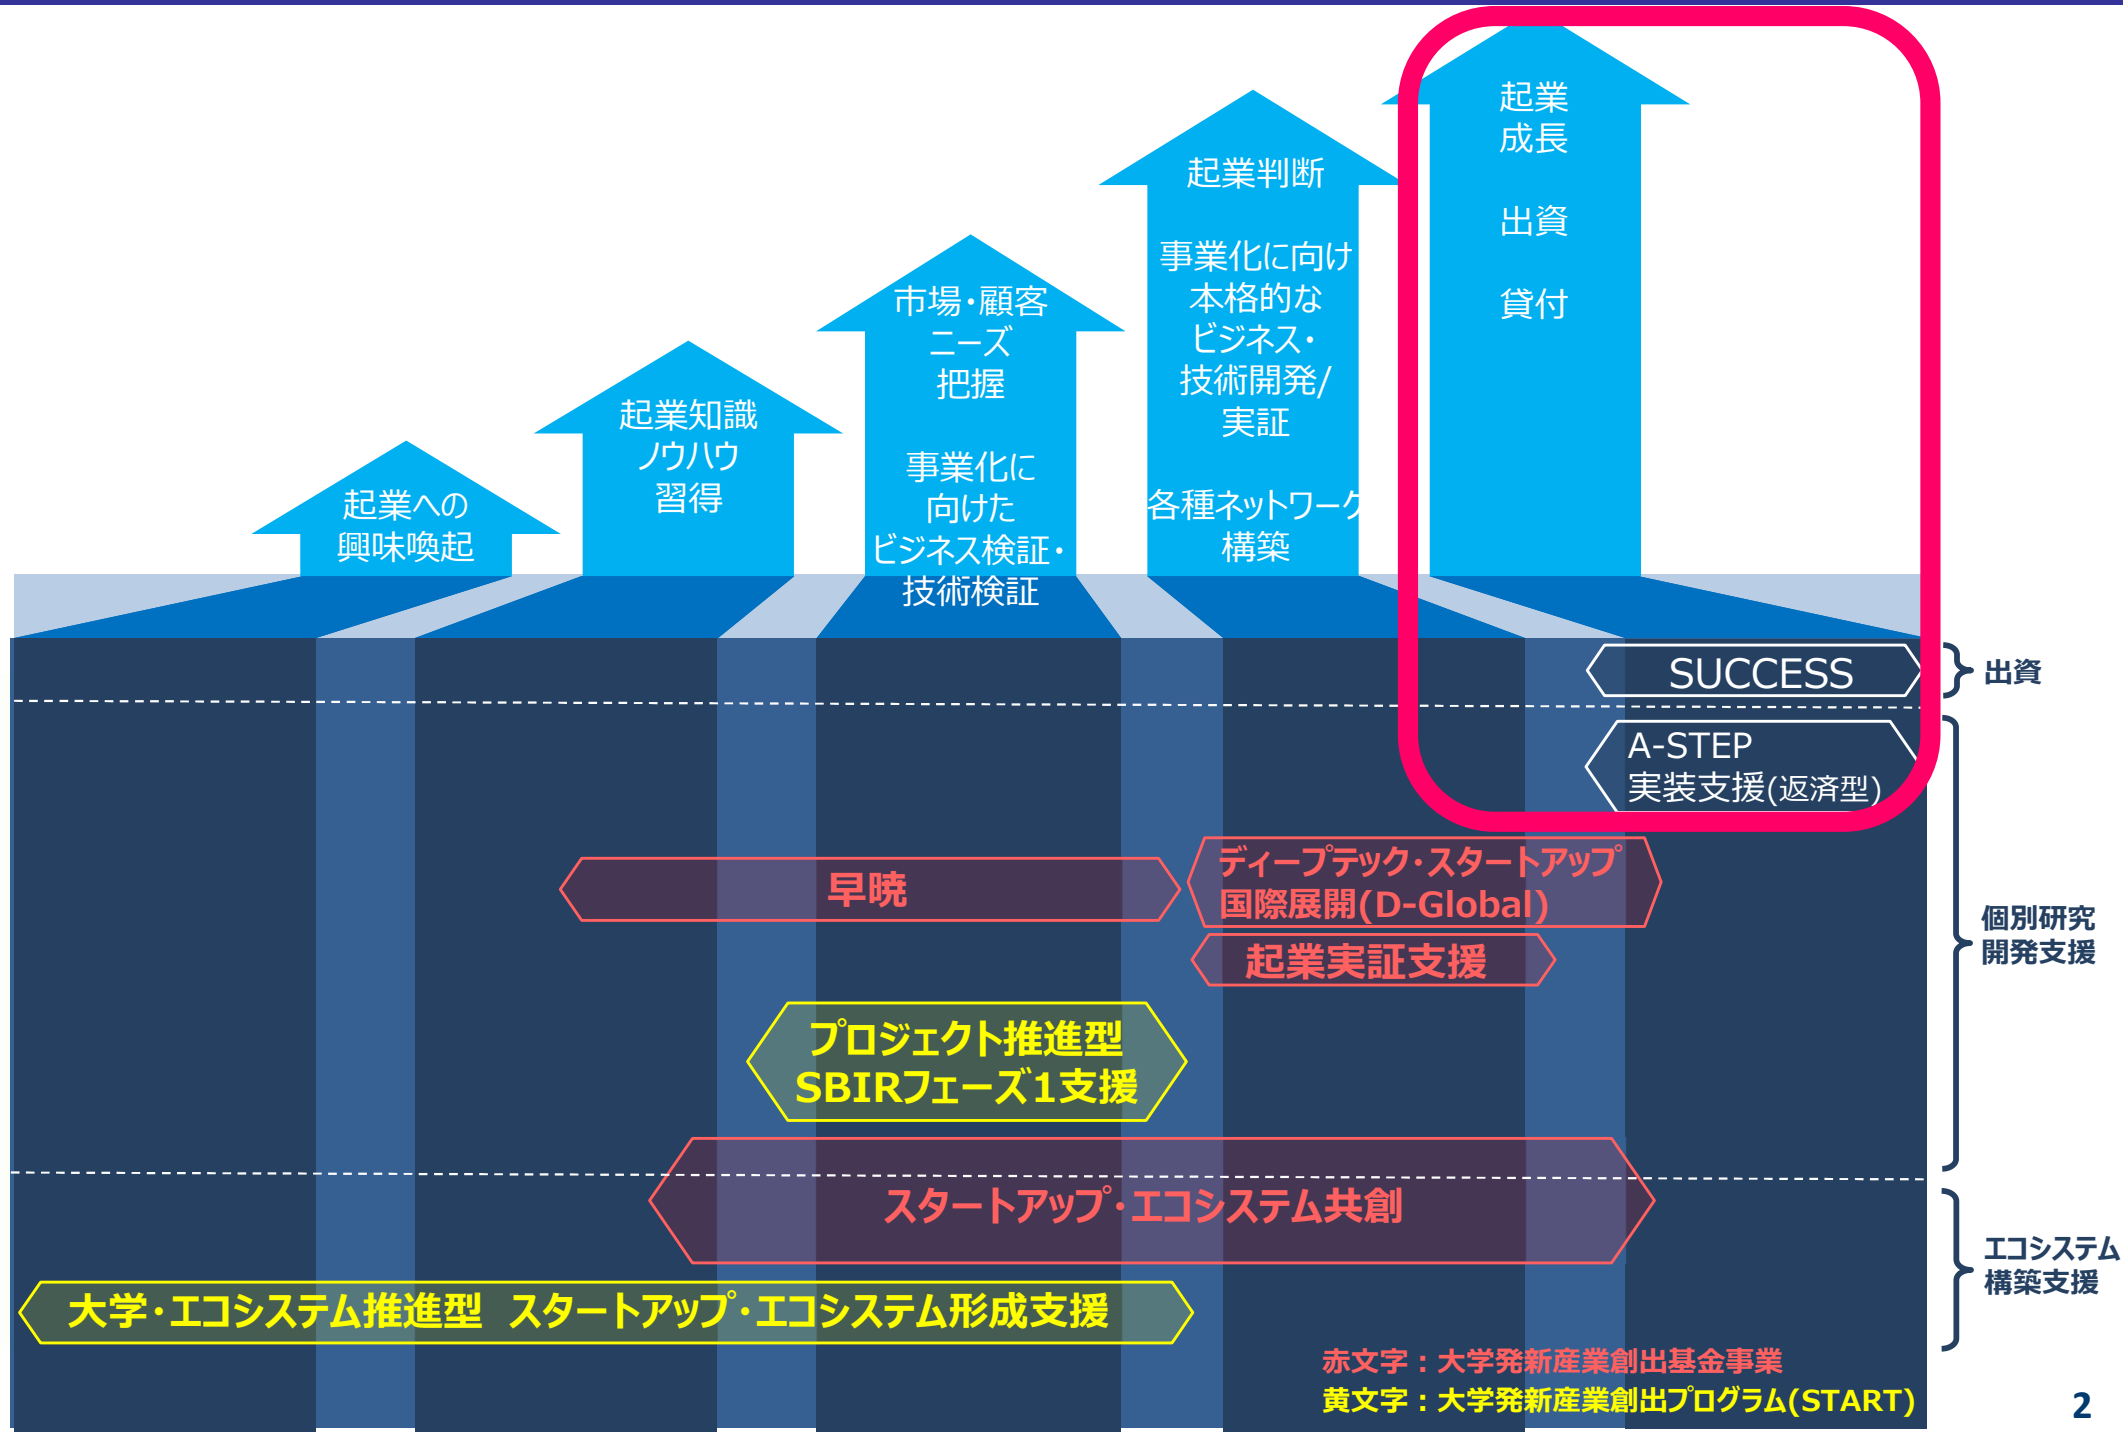 起業への
興味喚起
起業知識
ノウハウ
習得
市場・顧客
ニーズ
把握
事業化に
向けた
ビジネス検証・
技術検証
起業判断
事業化に向け
本格的な
ビジネス・
技術開発/
実証
各種ネットワーク
構築
起業
成長
出資
貸付
SUCCESS
出資
A-STEP
実装支援(返済型)
早暁
ディープテック・スタートアップ
国際展開(D-Global)
起業実証支援
個別研究
開発支援
プロジェクト推進型
SBIRフェーズ1支援
スタートアップ・エコシステム共創
エコシステム
構築支援
大学・エコシステム推進型　スタートアップ・エコシステム形成支援
赤文字：大学発新産業創出基金事業
黄文字：大学発新産業創出プログラム(START)
2